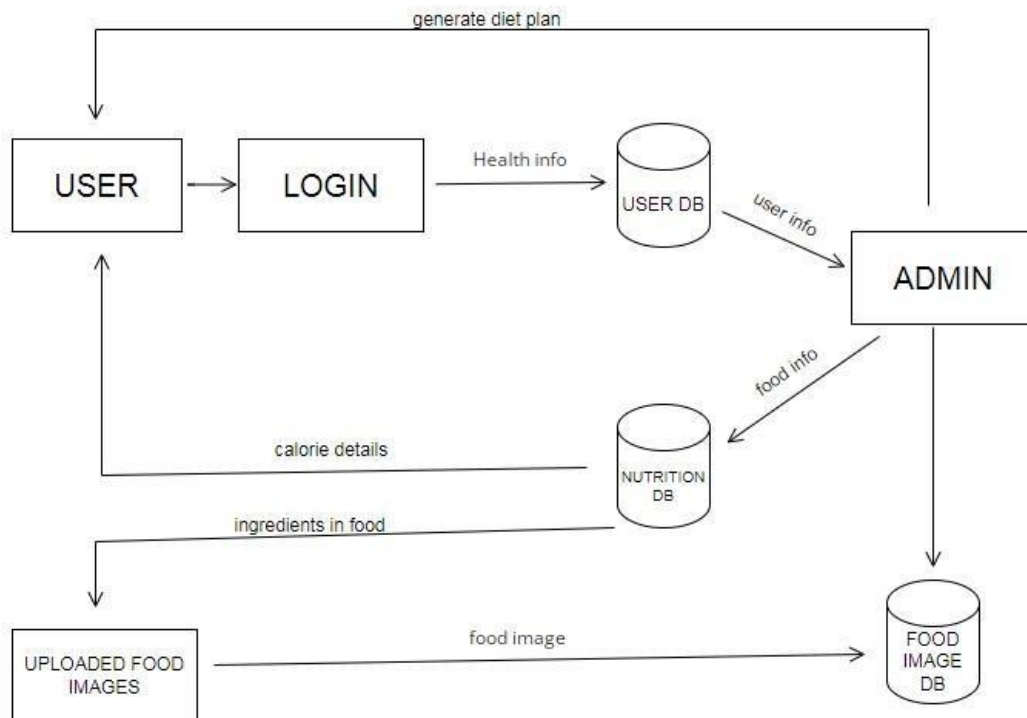 generate diet plan
USER
LOGIN
Health info
USER DB
user info
ADMIN
food info
calorie details
NUTRITION
DB
ingredients in food
UPLOADED FOOD
IMAGES
food image
FOOD
IMAGE
DB